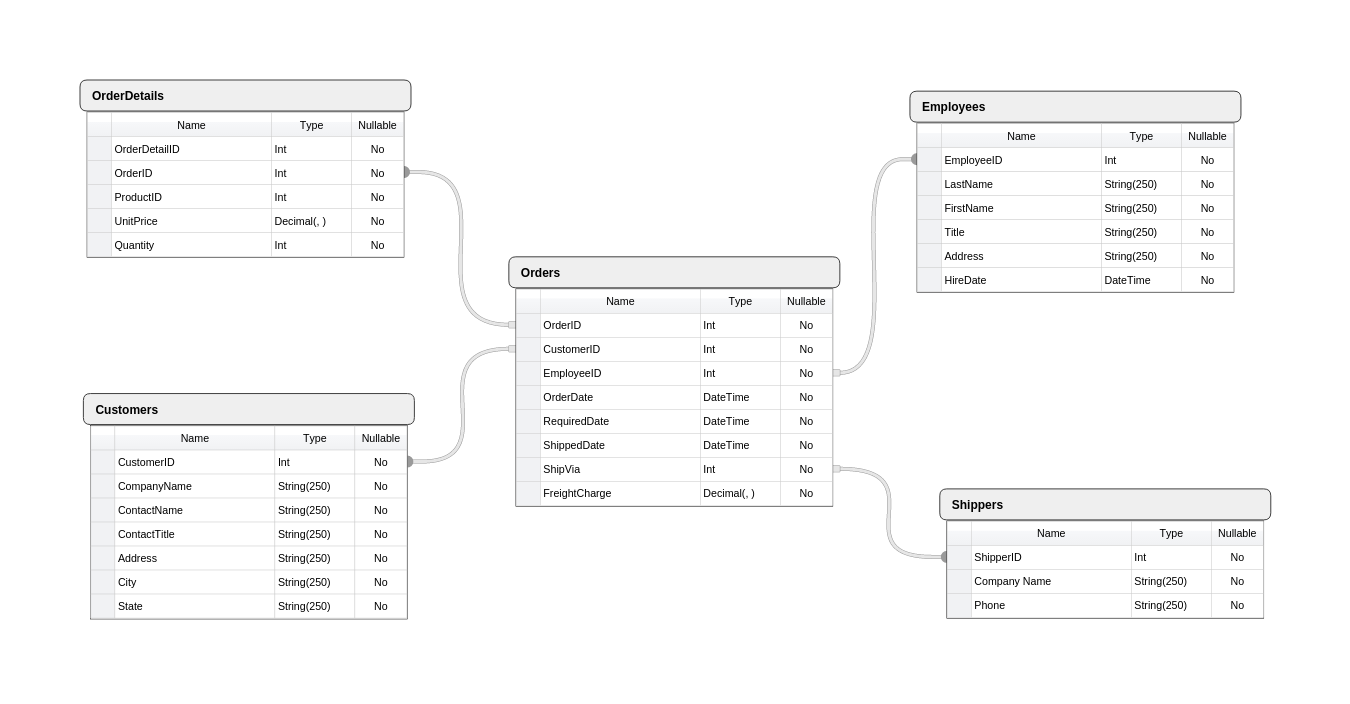 OrderDetails
Name Type Nullable
OrderDetailID Int No
OrderID Int No
ProductID Int No
UnitPrice Decimal(, ) No
Quantity Int No
Employees
Name Type Nullable
EmployeeID Int No
LastName String(250) No
FirstName String(250) No
Title String(250) No
Address String(250) No
HireDate DateTime No
Orders
Name Type Nullable
OrderID Int No
CustomerID Int No
EmployeeID Int No
OrderDate DateTime No
RequiredDate DateTime No
ShippedDate DateTime No
ShipVia Int No
FreightCharge Decimal(, ) No
Customers
Name Type Nullable
CustomerID Int No
CompanyName String(250) No
ContactName String(250) No
ContactTitle String(250) No
Address String(250) No
City String(250) No
State String(250) No
Shippers
Name Type Nullable
ShipperID Int No
Company Name String(250) No
Phone String(250) No